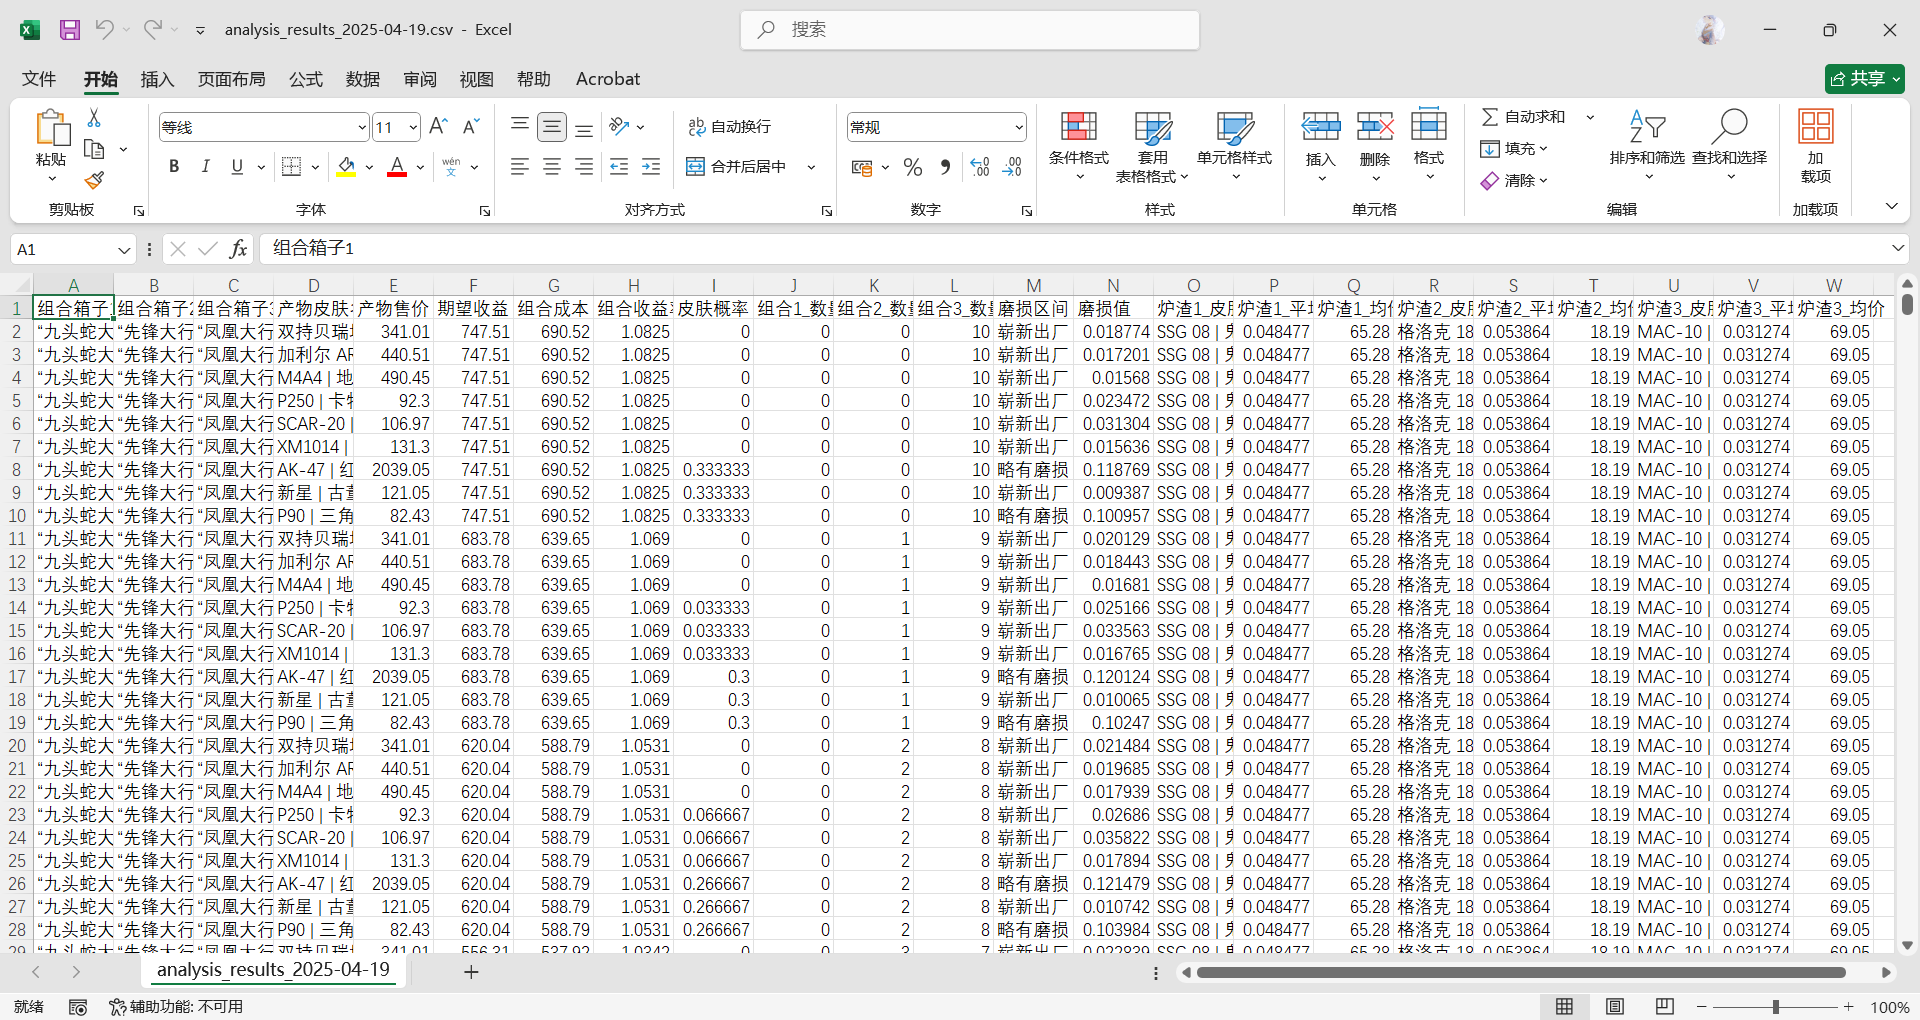 analysis_results_2025-04-19.csv - Excel
搜索
文件 开始 插入 页面布局 公式 数据 审阅 视图 帮助 Acrobat
共享
粘贴
剪贴板
等线 11
B I U
wén 文
字体
ab 自动换行
合并后居中
对齐方式
常规
数字
条件格式 套用表格格式 单元格样式
样式
插入 删除 格式
单元格
自动求和
填充
清除
排序和筛选 查找和选择
编辑
加载项
加载项
A1 fx 组合箱子1
A B C D E F G H I J K L M N O P Q R S T U V W
1 组合箱子 组合箱子2 组合箱子3 产物皮肤 产物售价 期望收益 组合成本 组合收益 皮肤概率 组合1_数 组合2_数 组合3_数 磨损区间 磨损值 炉渣1_皮 炉渣1_平 炉渣1_均价 炉渣2_皮 炉渣2_平 炉渣2_均价 炉渣3_皮 炉渣3_平 炉渣3_均价
2 “九头蛇大 “先锋大行 “凤凰大行 双持贝瑞 341.01 747.51 690.52 1.0825 0 0 0 10 崭新出厂 0.018774 SSG 08 | 0.048477 65.28 格洛克 18 0.053864 18.19 MAC-10 | 0.031274 69.05
3 “九头蛇大 “先锋大行 “凤凰大行 加利尔 AR 440.51 747.51 690.52 1.0825 0 0 0 10 崭新出厂 0.017201 SSG 08 | 0.048477 65.28 格洛克 18 0.053864 18.19 MAC-10 | 0.031274 69.05
4 “九头蛇大 “先锋大行 “凤凰大行 M4A4 | 地 490.45 747.51 690.52 1.0825 0 0 0 10 崭新出厂 0.01568 SSG 08 | 0.048477 65.28 格洛克 18 0.053864 18.19 MAC-10 | 0.031274 69.05
5 “九头蛇大 “先锋大行 “凤凰大行 P250 | 卡 92.3 747.51 690.52 1.0825 0 0 0 10 崭新出厂 0.023472 SSG 08 | 0.048477 65.28 格洛克 18 0.053864 18.19 MAC-10 | 0.031274 69.05
6 “九头蛇大 “先锋大行 “凤凰大行 SCAR-20 | 106.97 747.51 690.52 1.0825 0 0 0 10 崭新出厂 0.031304 SSG 08 | 0.048477 65.28 格洛克 18 0.053864 18.19 MAC-10 | 0.031274 69.05
7 “九头蛇大 “先锋大行 “凤凰大行 XM1014 | 131.3 747.51 690.52 1.0825 0 0 0 10 崭新出厂 0.015636 SSG 08 | 0.048477 65.28 格洛克 18 0.053864 18.19 MAC-10 | 0.031274 69.05
8 “九头蛇大 “先锋大行 “凤凰大行 AK-47 | 红 2039.05 747.51 690.52 1.0825 0.333333 0 0 10 略有磨损 0.118769 SSG 08 | 0.048477 65.28 格洛克 18 0.053864 18.19 MAC-10 | 0.031274 69.05
9 “九头蛇大 “先锋大行 “凤凰大行 新星 | 古董 121.05 747.51 690.52 1.0825 0.333333 0 0 10 崭新出厂 0.009387 SSG 08 | 0.048477 65.28 格洛克 18 0.053864 18.19 MAC-10 | 0.031274 69.05
10 “九头蛇大 “先锋大行 “凤凰大行 P90 | 三角 82.43 747.51 690.52 1.0825 0.333333 0 0 10 略有磨损 0.100957 SSG 08 | 0.048477 65.28 格洛克 18 0.053864 18.19 MAC-10 | 0.031274 69.05
11 “九头蛇大 “先锋大行 “凤凰大行 双持贝瑞 341.01 683.78 639.65 1.069 0 0 1 9 崭新出厂 0.020129 SSG 08 | 0.048477 65.28 格洛克 18 0.053864 18.19 MAC-10 | 0.031274 69.05
12 “九头蛇大 “先锋大行 “凤凰大行 加利尔 AR 440.51 683.78 639.65 1.069 0 0 1 9 崭新出厂 0.018443 SSG 08 | 0.048477 65.28 格洛克 18 0.053864 18.19 MAC-10 | 0.031274 69.05
13 “九头蛇大 “先锋大行 “凤凰大行 M4A4 | 地 490.45 683.78 639.65 1.069 0 0 1 9 崭新出厂 0.01681 SSG 08 | 0.048477 65.28 格洛克 18 0.053864 18.19 MAC-10 | 0.031274 69.05
14 “九头蛇大 “先锋大行 “凤凰大行 P250 | 卡 92.3 683.78 639.65 1.069 0.033333 0 1 9 崭新出厂 0.025166 SSG 08 | 0.048477 65.28 格洛克 18 0.053864 18.19 MAC-10 | 0.031274 69.05
15 “九头蛇大 “先锋大行 “凤凰大行 SCAR-20 | 106.97 683.78 639.65 1.069 0.033333 0 1 9 崭新出厂 0.033563 SSG 08 | 0.048477 65.28 格洛克 18 0.053864 18.19 MAC-10 | 0.031274 69.05
16 “九头蛇大 “先锋大行 “凤凰大行 XM1014 | 131.3 683.78 639.65 1.069 0.033333 0 1 9 崭新出厂 0.016765 SSG 08 | 0.048477 65.28 格洛克 18 0.053864 18.19 MAC-10 | 0.031274 69.05
17 “九头蛇大 “先锋大行 “凤凰大行 AK-47 | 红 2039.05 683.78 639.65 1.069 0.3 0 1 9 略有磨损 0.120124 SSG 08 | 0.048477 65.28 格洛克 18 0.053864 18.19 MAC-10 | 0.031274 69.05
18 “九头蛇大 “先锋大行 “凤凰大行 新星 | 古董 121.05 683.78 639.65 1.069 0.3 0 1 9 崭新出厂 0.010065 SSG 08 | 0.048477 65.28 格洛克 18 0.053864 18.19 MAC-10 | 0.031274 69.05
19 “九头蛇大 “先锋大行 “凤凰大行 P90 | 三角 82.43 683.78 639.65 1.069 0.3 0 1 9 略有磨损 0.10247 SSG 08 | 0.048477 65.28 格洛克 18 0.053864 18.19 MAC-10 | 0.031274 69.05
20 “九头蛇大 “先锋大行 “凤凰大行 双持贝瑞 341.01 620.04 588.79 1.0531 0 0 2 8 崭新出厂 0.021484 SSG 08 | 0.048477 65.28 格洛克 18 0.053864 18.19 MAC-10 | 0.031274 69.05
21 “九头蛇大 “先锋大行 “凤凰大行 加利尔 AR 440.51 620.04 588.79 1.0531 0 0 2 8 崭新出厂 0.019685 SSG 08 | 0.048477 65.28 格洛克 18 0.053864 18.19 MAC-10 | 0.031274 69.05
22 “九头蛇大 “先锋大行 “凤凰大行 M4A4 | 地 490.45 620.04 588.79 1.0531 0 0 2 8 崭新出厂 0.017939 SSG 08 | 0.048477 65.28 格洛克 18 0.053864 18.19 MAC-10 | 0.031274 69.05
23 “九头蛇大 “先锋大行 “凤凰大行 P250 | 卡 92.3 620.04 588.79 1.0531 0.066667 0 2 8 崭新出厂 0.02686 SSG 08 | 0.048477 65.28 格洛克 18 0.053864 18.19 MAC-10 | 0.031274 69.05
24 “九头蛇大 “先锋大行 “凤凰大行 SCAR-20 | 106.97 620.04 588.79 1.0531 0.066667 0 2 8 崭新出厂 0.035822 SSG 08 | 0.048477 65.28 格洛克 18 0.053864 18.19 MAC-10 | 0.031274 69.05
25 “九头蛇大 “先锋大行 “凤凰大行 XM1014 | 131.3 620.04 588.79 1.0531 0.066667 0 2 8 崭新出厂 0.017894 SSG 08 | 0.048477 65.28 格洛克 18 0.053864 18.19 MAC-10 | 0.031274 69.05
26 “九头蛇大 “先锋大行 “凤凰大行 AK-47 | 红 2039.05 620.04 588.79 1.0531 0.266667 0 2 8 略有磨损 0.121479 SSG 08 | 0.048477 65.28 格洛克 18 0.053864 18.19 MAC-10 | 0.031274 69.05
27 “九头蛇大 “先锋大行 “凤凰大行 新星 | 古董 121.05 620.04 588.79 1.0531 0.266667 0 2 8 崭新出厂 0.010742 SSG 08 | 0.048477 65.28 格洛克 18 0.053864 18.19 MAC-10 | 0.031274 69.05
28 “九头蛇大 “先锋大行 “凤凰大行 P90 | 三角 82.43 620.04 588.79 1.0531 0.266667 0 2 8 略有磨损 0.103984 SSG 08 | 0.048477 65.28 格洛克 18 0.053864 18.19 MAC-10 | 0.031274 69.05
analysis_results_2025-04-19
就绪 辅助功能: 不可用 100%